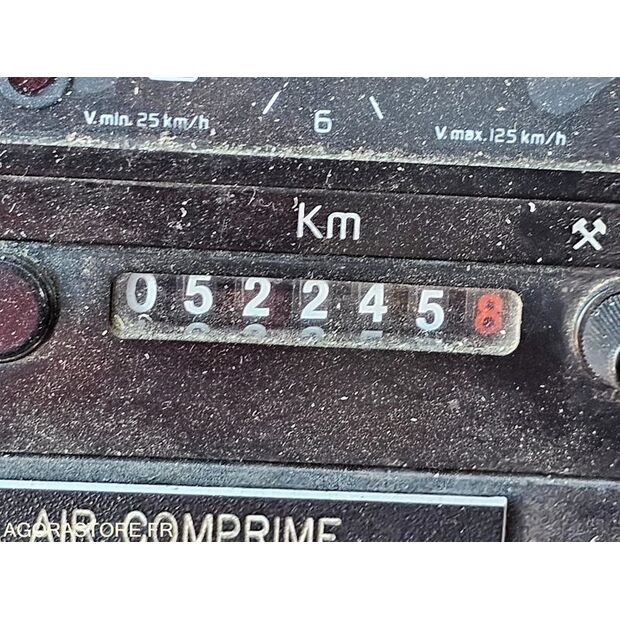 V.min. 25 km/h
6
V.max.125 km/h
Km
0522458
AIR COMPRIME
AGORASTORE.FR